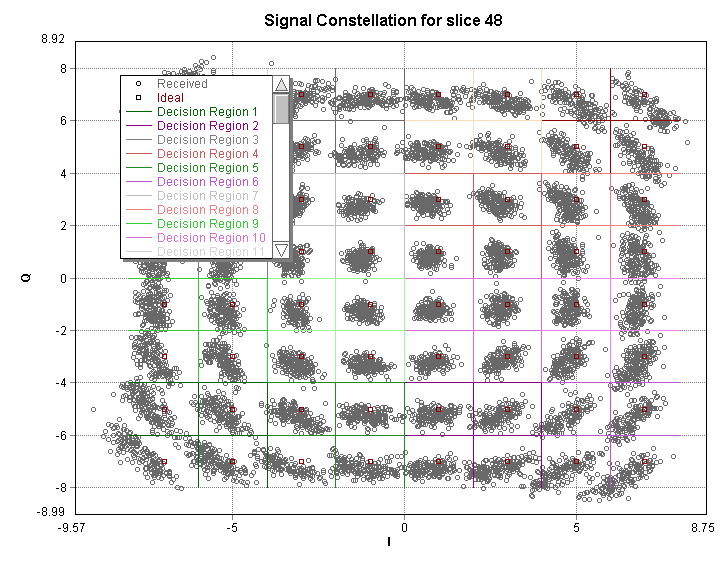 Signal Constellation for slice 48
8.92
8
6
4
2
0
-2
-4
-6
-8
-8.99
Q
Received
Ideal
Decision Region 1
Decision Region 2
Decision Region 3
Decision Region 4
Decision Region 5
Decision Region 6
Decision Region 7
Decision Region 8
Decision Region 9
Decision Region 10
Decision Region 11
-9.57
-5
0
5
8.75
I